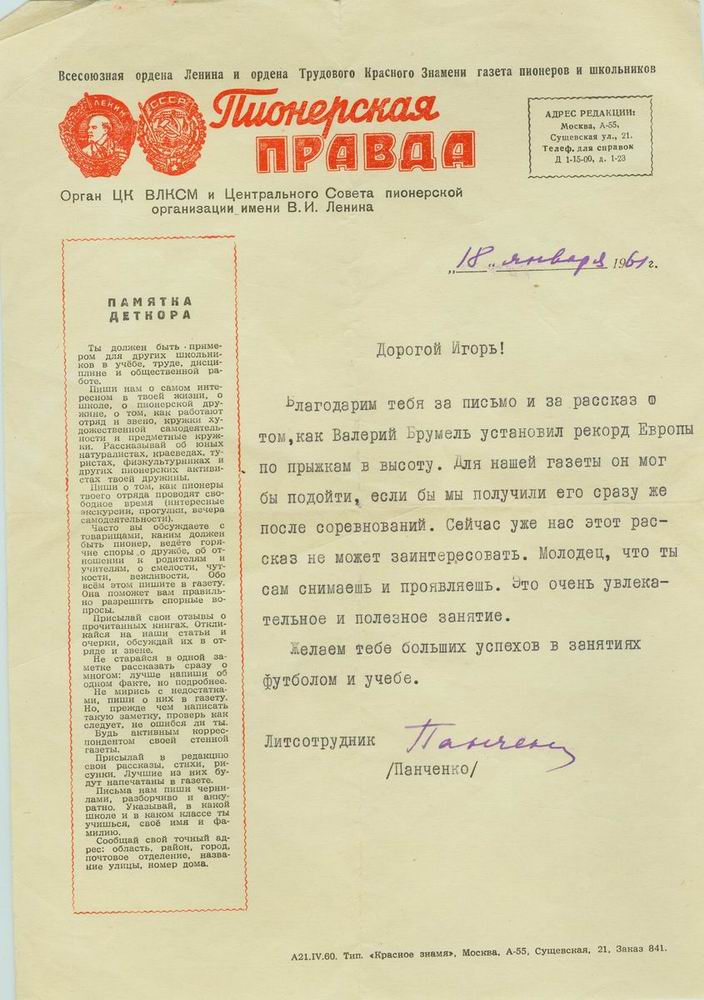 Всесоюзная ордена Ленина и ордена Трудового Красного Знамени газета пионеров и школьников
ЛЕНИН
СССР
Пионерская
ПРАВДА
АДРЕС РЕДАКЦИИ:
Москва, А-55,
Сущевская ул., 21.
Телеф. для справок
Д 1-15-00, д. 1-23
Орган ЦК ВЛКСМ и Центрального Совета пионерской
организации имени В.И. Ленина
„18" января 1961 г.
ПАМЯТКА
ДЕТКОРА
Ты должен быть приме-
ром для других школьни-
ков в учёбе, труде, дисци-
плине и общественной ра-
боте.
Пиши нам о самом инте-
ресном в твоей жизни, о
школе, о пионерской дру-
жине, о том, как работают
отряд и звено, кружки ху-
дожественной самодеятель-
ности и предметные круж-
ки. Рассказывай об юных
натуралистах, краеведах, ту-
ристах, физкультурниках и
других пионерских активи-
стах твоей дружины.
Пиши о том, как пионеры
твоего отряда проводят сво-
бодное время (интересные
экскурсии, прогулки, вечера
самодеятельности).
Часто вы обсуждаете с
товарищами, каким должен
быть пионер, ведёте горя-
чие споры о дружбе, об от-
ношении к родителям и
учителям, о смелости, чут-
кости, вежливости. Обо
всём этом пишите в газету.
Она поможет вам правиль-
но разрешить спорные во-
просы.
Присылай свои отзывы о
прочитанных книгах. Откли-
кайся на наши статьи и
очерки, обсуждай их в от-
ряде и звене.
Не старайся в одной за-
метке рассказать сразу о
многом: лучше напиши об
одном факте, но подробнее.
Не мирись с недостатка-
ми, пиши о них в газету.
Но, прежде чем написать
такую заметку, проверь как
следует, не ошибся ли ты.
Будь активным коррес-
пондентом своей стенной
газеты.
Присылай в редакцию
свои рассказы, стихи, ри-
сунки. Лучшие из них бу-
дут напечатаны в газете.
Письма нам пиши черни-
лами, разборчиво и акку-
ратно. Указывай, в какой
школе и в каком классе ты
учишься, своё имя и фа-
милию.
Сообщай свой точный ад-
рес: область, район, город,
почтовое отделение, назва-
ние улицы, номер дома.
Дорогой Игорь!
Благодарим тебя за письмо и за рассказ о
том,как Валерий Брумель установил рекорд Европы
по прыжкам в высоту. Для нашей газеты он мог
бы подойти, если бы мы получили его сразу же
после соревнований. Сейчас уже нас этот рас-
сказ не может заинтересовать. Молодец, что ты
сам снимаешь и проявляешь. Это очень увлека-
тельное и полезное занятие.
Желаем тебе больших успехов в занятиях
футболом и учебе.
Литсотрудник Панченко
/Панченко/
А21.IV.60. Тип. «Красное знамя», Москва, А-55, Сущевская, 21, Заказ 841.